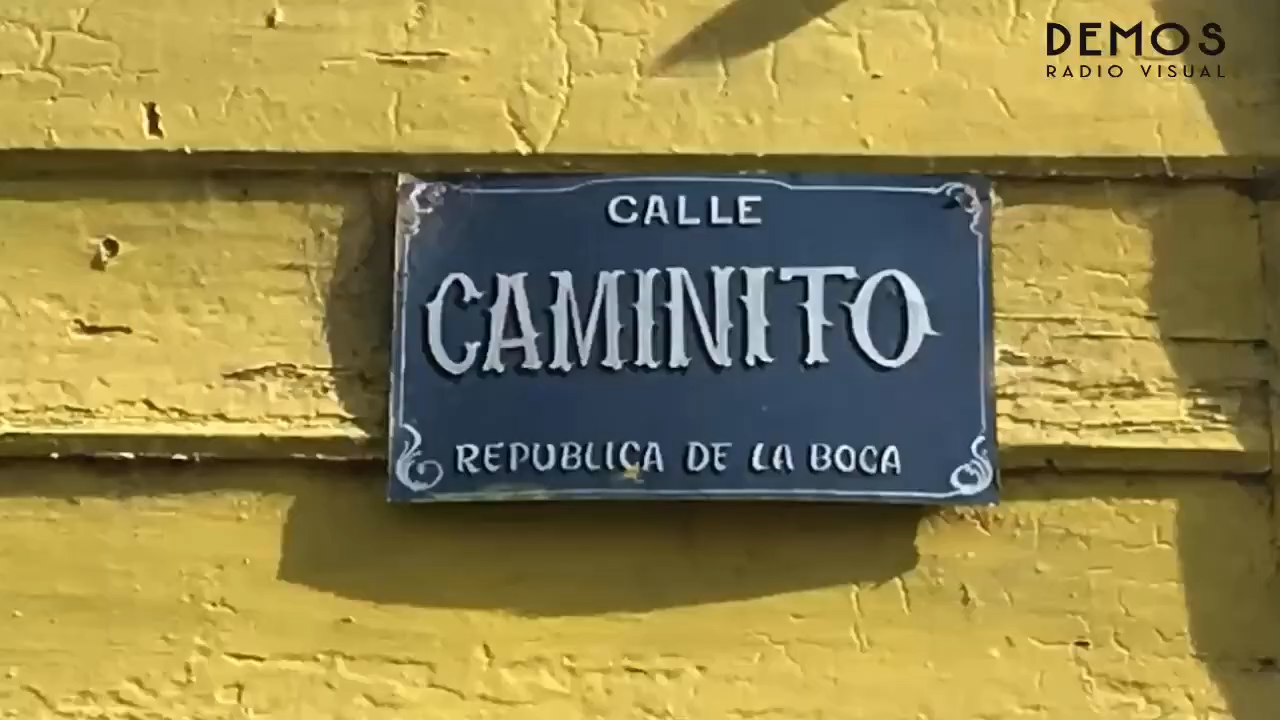 DEMOS
RADIO VISUAL
CALLE
CAMINITO
REPUBLICA DE LA BOCA